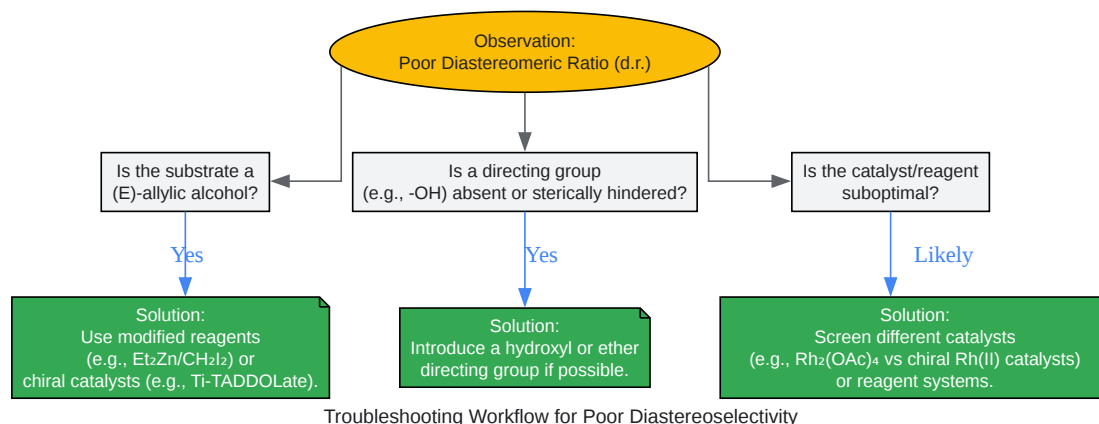 Observation:
Poor Diastereomeric Ratio (d.r.)
Is the substrate a
(E)-allylic alcohol?
Is a directing group
(e.g., -OH) absent or sterically hindered?
Is the catalyst/reagent
suboptimal?
Yes
Yes
Likely
Solution:
Use modified reagents
(e.g., Et₂Zn/CH₂I₂) or
chiral catalysts (e.g., Ti-TADDOLate).
Solution:
Introduce a hydroxyl or ether
directing group if possible.
Solution:
Screen different catalysts
(e.g., Rh₂(OAc)₄ vs chiral Rh(II) catalysts)
or reagent systems.
Troubleshooting Workflow for Poor Diastereoselectivity